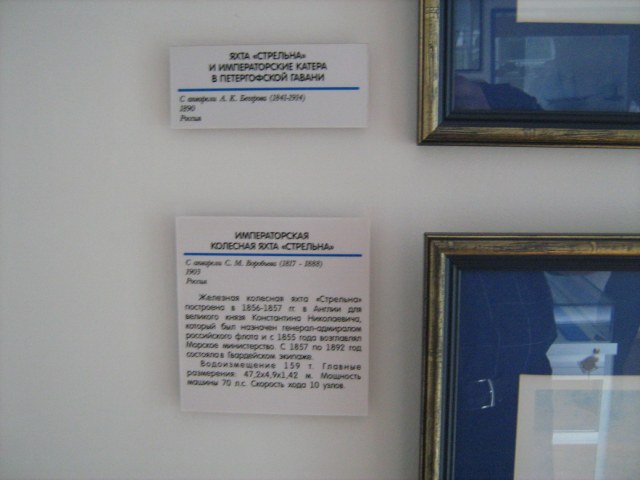 ЯХТА «СТРЕЛЬНА»
И ИМПЕРАТОРСКИЕ КАТЕРА
В ПЕТЕРГОФСКОЙ ГАВАНИ
С акварели А. К. Беггрова (1841-1914)
1890
Россия
ИМПЕРАТОРСКАЯ
КОЛЕСНАЯ ЯХТА «СТРЕЛЬНА»
С акварели С. М. Воробьева (1817 - 1888)
1903
Россия
Железная колесная яхта «Стрельна»
построена в 1856-1857 гг. в Англии для
великого князя Константина Николаевича,
который был назначен генерал-адмиралом
российского флота и с 1855 года возглавлял
Морское министерство. С 1857 по 1892 год
состояла в Гвардейском экипаже.
Водоизмещение 159 т. Главные
размерения: 47,2х4,9х1,42 м. Мощность
машины 70 л.с. Скорость хода 10 узлов.